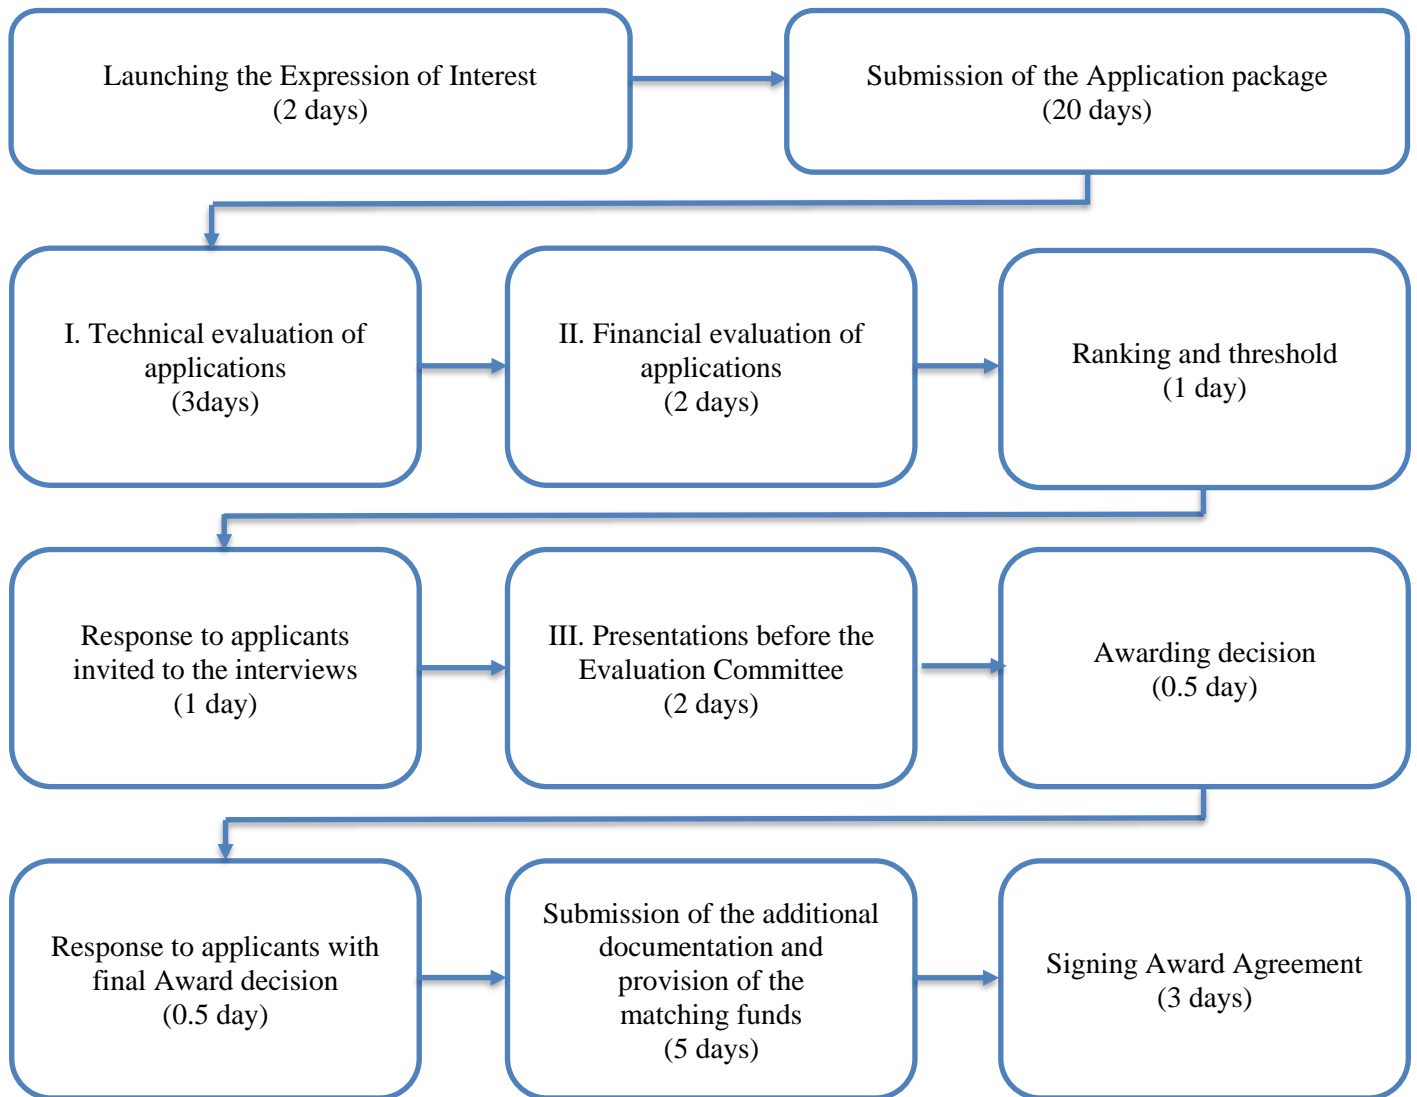 Launching the Expression of Interest
(2 days)
Submission of the Application package
(20 days)
I. Technical evaluation of
applications
(3days)
II. Financial evaluation of
applications
(2 days)
Ranking and threshold
(1 day)
Response to applicants
invited to the interviews
(1 day)
III. Presentations before the
Evaluation Committee
(2 days)
Awarding decision
(0.5 day)
Response to applicants with
final Award decision
(0.5 day)
Submission of the additional
documentation and
provision of the
matching funds
(5 days)
Signing Award Agreement
(3 days)